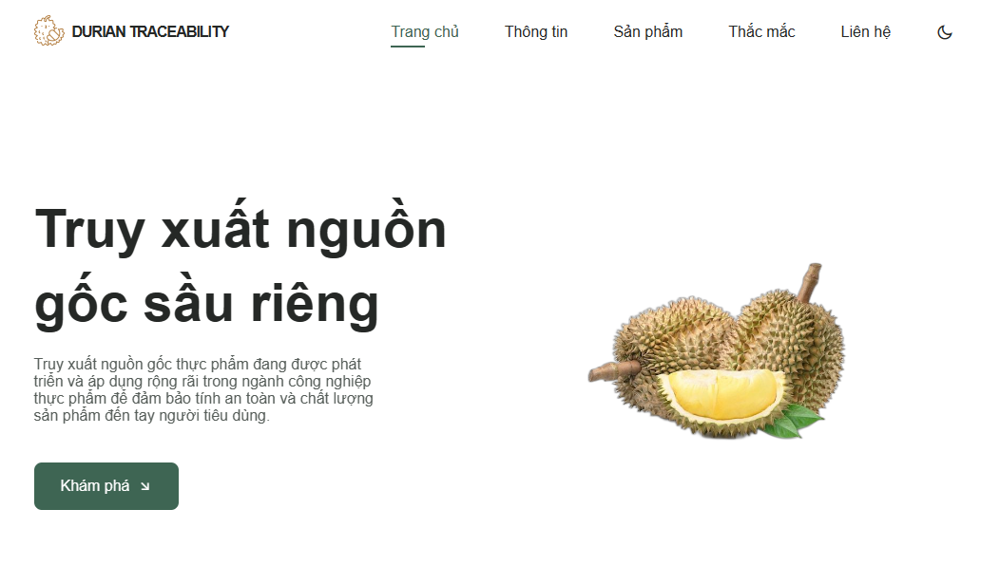 DURIAN TRACEABILITY
Trang chủ
Thông tin
Sản phẩm
Thắc mắc
Liên hệ
Truy xuất nguồn
gốc sầu riêng
Truy xuất nguồn gốc thực phẩm đang được phát
triển và áp dụng rộng rãi trong ngành công nghiệp
thực phẩm để đảm bảo tính an toàn và chất lượng
sản phẩm đến tay người tiêu dùng.
Khám phá